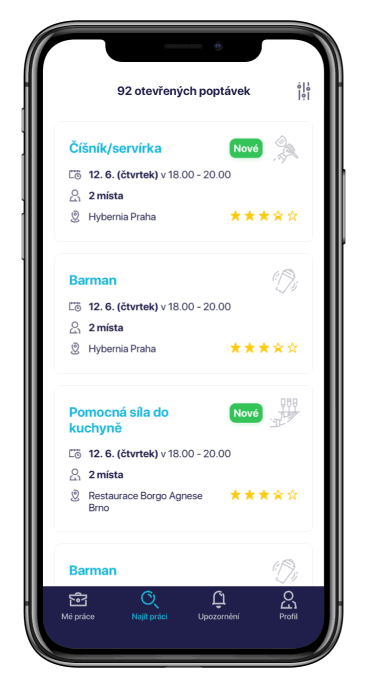 92 otevřených poptávek
Číšník/servírka
Nové
12. 6. (čtvrtek) v 18.00 - 20.00
2 místa
Hybernia Praha
Barman
12. 6. (čtvrtek) v 18.00 - 20.00
2 místa
Hybernia Praha
Pomocná síla do
kuchyně
Nové
12. 6. (čtvrtek) v 18.00 - 20.00
2 místa
Restaurace Borgo Agnese
Brno
Barman
Mé práce
Najít práci
Upozornění
Profil